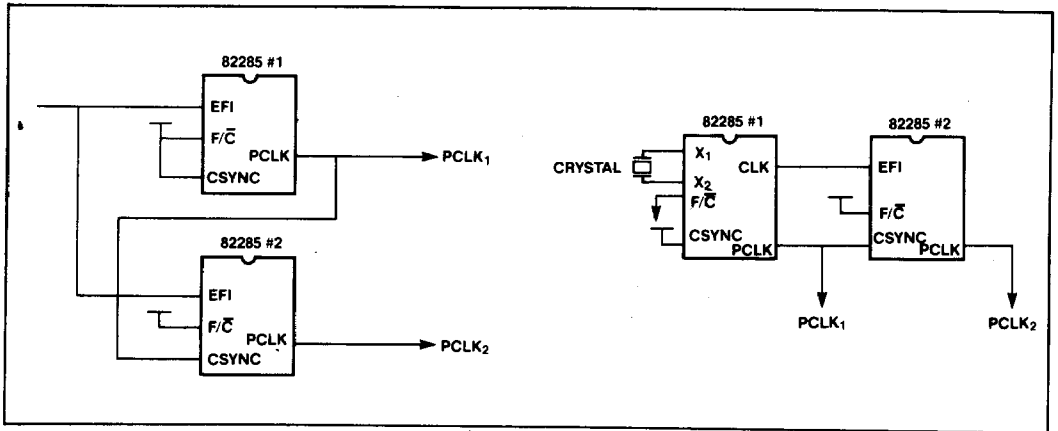 82285 #1
EFI
F/C̅
PCLK
CSYNC
PCLK₁
82285 #2
EFI
F/C̅
PCLK
CSYNC
PCLK₂
82285 #1
CRYSTAL
X₁
X₂
CLK
F/C̅
CSYNC
PCLK
82285 #2
EFI
F/C̅
CSYNC
PCLK
PCLK₁
PCLK₂